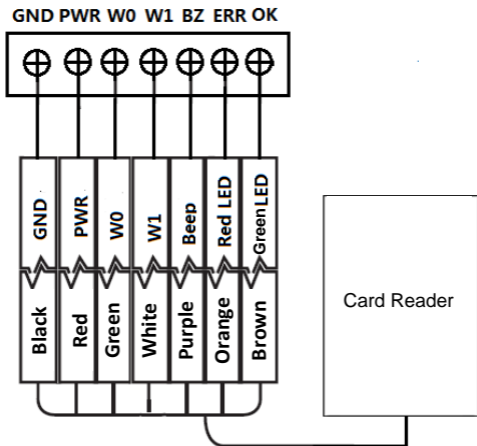 GND PWR W0 W1 BZ ERR OK
GND PWR W0 W1 Beep Red LED Green LED
Black Red Green White Purple Orange Brown
Card Reader